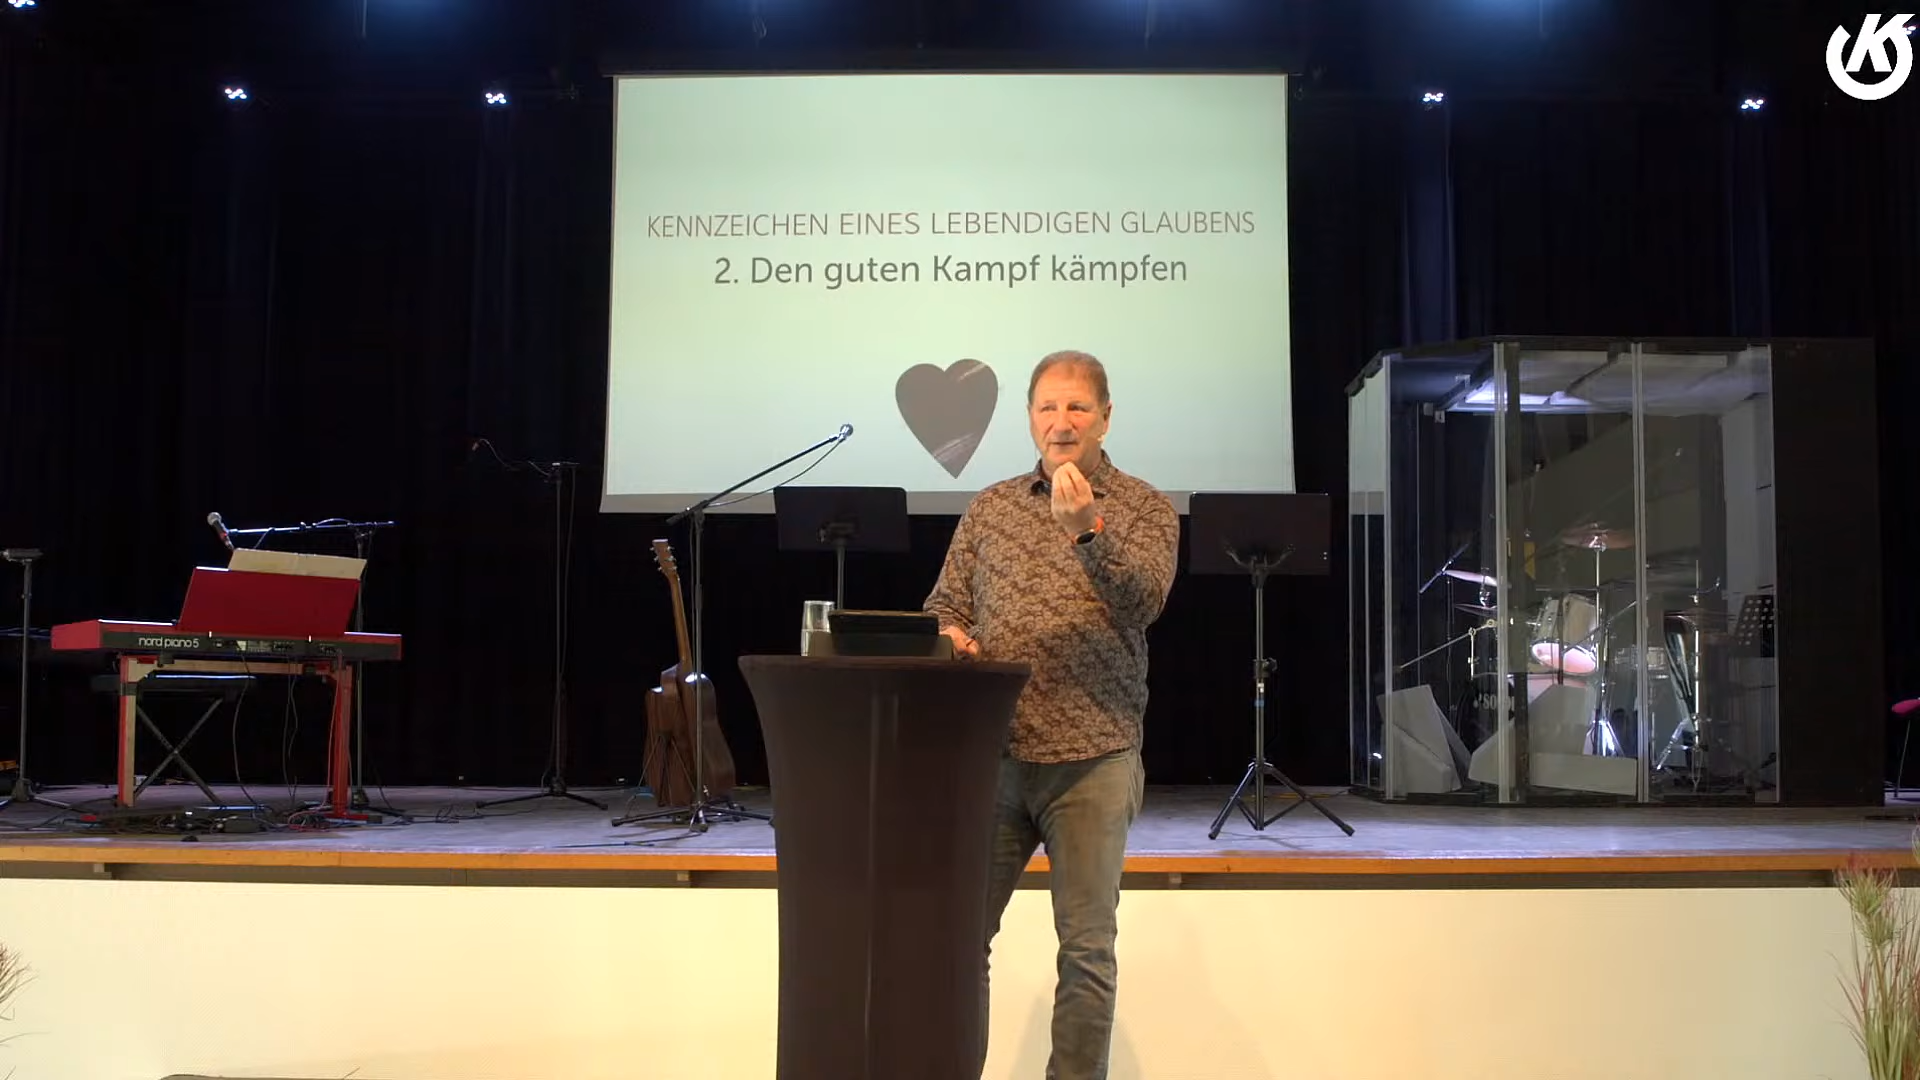 KENNZEICHEN EINES LEBENDIGEN GLAUBENS
2. Den guten Kampf kämpfen
nord piano 5
K